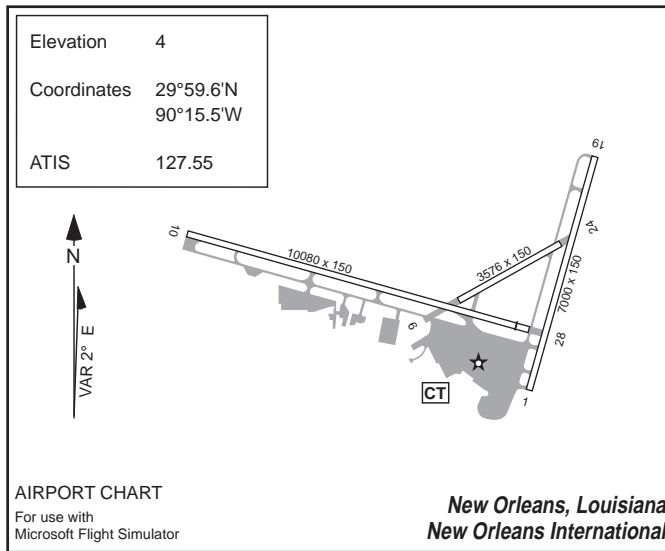 Elevation 4
Coordinates 29°59.6'N
90°15.5'W
ATIS 127.55
19
24
10
10080 x 150
3576 x 150
7000 x 150
N
VAR 2° E
6
28
CT
1
AIRPORT CHART
For use with
Microsoft Flight Simulator
New Orleans, Louisiana
New Orleans International